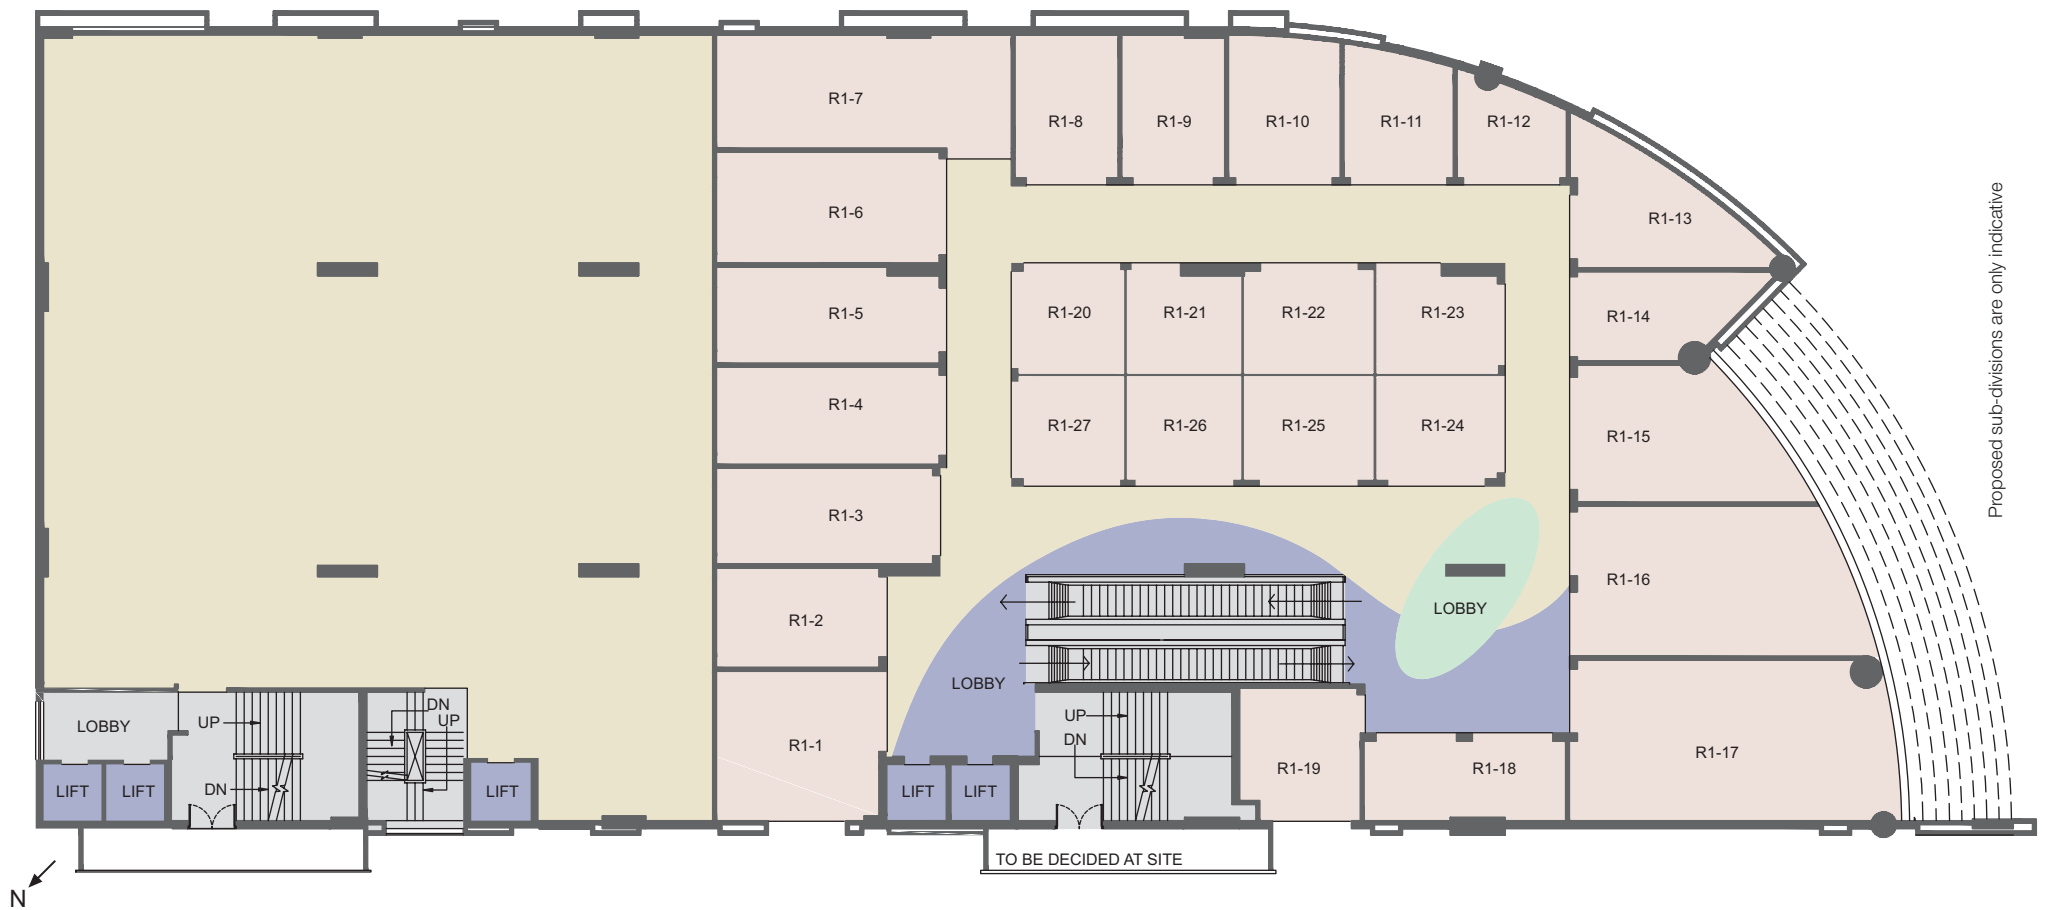 R1-7
R1-8
R1-9
R1-10
R1-11
R1-12
R1-6
R1-13
R1-5
R1-20
R1-21
R1-22
R1-23
R1-14
R1-4
R1-27
R1-26
R1-25
R1-24
R1-15
R1-3
R1-16
R1-2
LOBBY
LOBBY
LOBBY
UP
DN
UP
UP
DN
R1-1
R1-17
DN
LIFT
LIFT
LIFT
LIFT
LIFT
R1-19
R1-18
TO BE DECIDED AT SITE
N
Proposed sub-divisions are only indicative